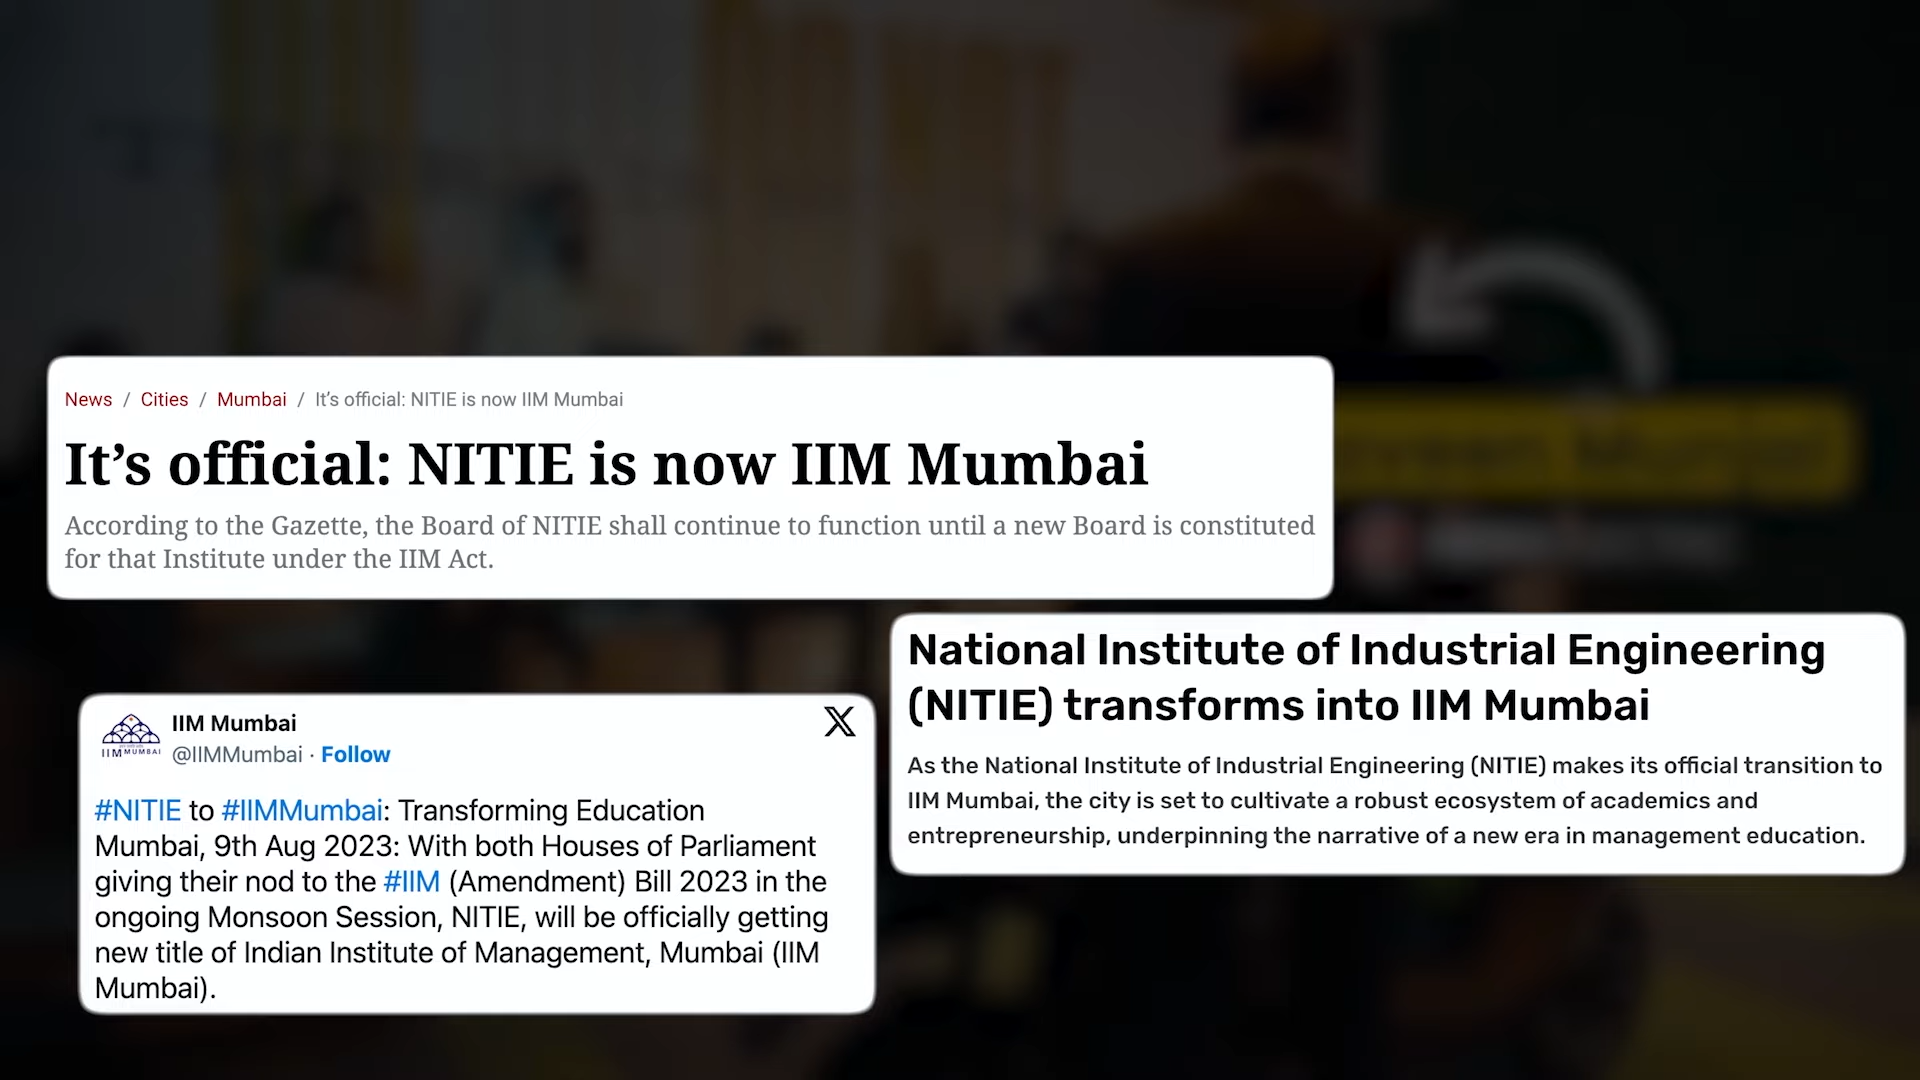 News / Cities / Mumbai / It’s official: NITIE is now IIM Mumbai
It’s official: NITIE is now IIM Mumbai
According to the Gazette, the Board of NITIE shall continue to function until a new Board is constituted
for that Institute under the IIM Act.
National Institute of Industrial Engineering
(NITIE) transforms into IIM Mumbai
As the National Institute of Industrial Engineering (NITIE) makes its official transition to
IIM Mumbai, the city is set to cultivate a robust ecosystem of academics and
entrepreneurship, underpinning the narrative of a new era in management education.
IIM MUMBAI
IIM Mumbai
@IIMMumbai · Follow
#NITIE to #IIMMumbai: Transforming Education
Mumbai, 9th Aug 2023: With both Houses of Parliament
giving their nod to the #IIM (Amendment) Bill 2023 in the
ongoing Monsoon Session, NITIE, will be officially getting
new title of Indian Institute of Management, Mumbai (IIM
Mumbai).